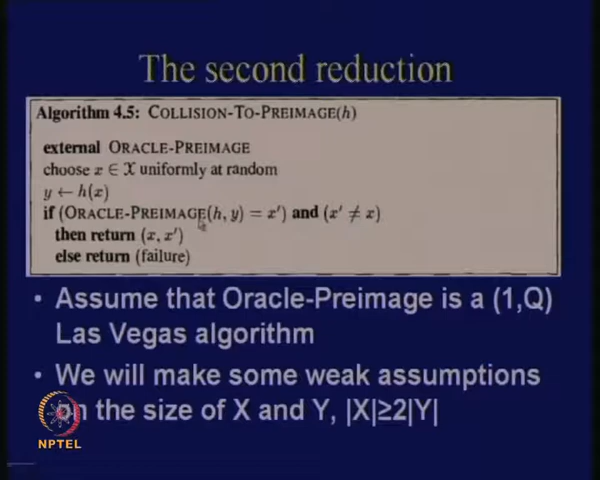 The second reduction
Algorithm 4.5: COLLISION-TO-PREIMAGE(h)
external ORACLE-PREIMAGE
choose x ∈ X uniformly at random
y ← h(x)
if (ORACLE-PREIMAGE(h, y) = x′) and (x′ ≠ x)
then return (x, x′)
else return (failure)
• Assume that Oracle-Preimage is a (1,Q)
Las Vegas algorithm
• We will make some weak assumptions
on the size of X and Y, |X|≥2|Y|
NPTEL